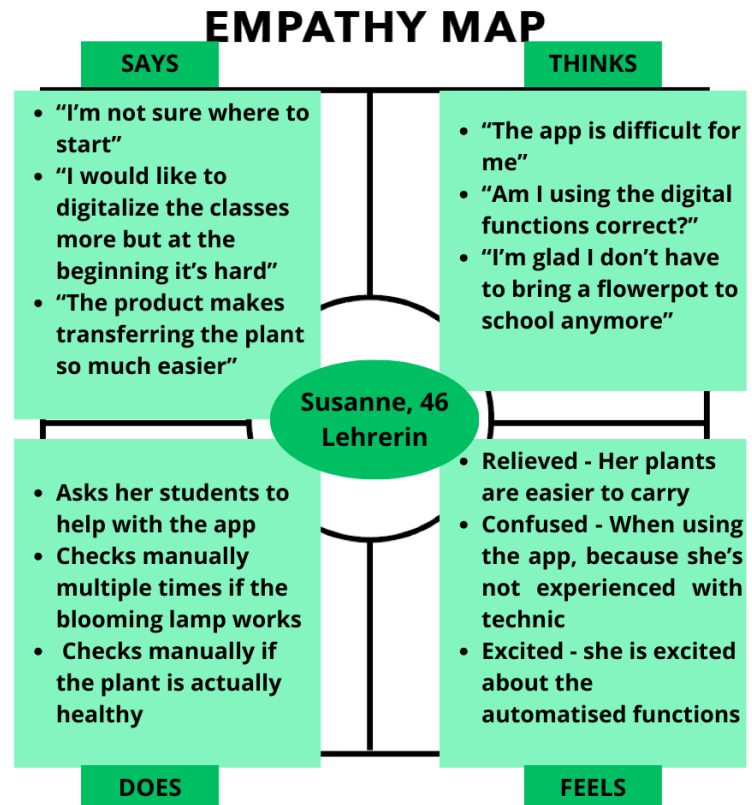 EMPATHY MAP
SAYS
• “I’m not sure where to
start”
• “I would like to
digitalize the classes
more but at the
beginning it’s hard”
• “The product makes
transferring the plant
so much easier”
THINKS
• “The app is difficult for
me”
• “Am I using the digital
functions correct?”
• “I’m glad I don’t have
to bring a flowerpot to
school anymore”
Susanne, 46
Lehrerin
• Asks her students to
help with the app
• Checks manually
multiple times if the
blooming lamp works
• Checks manually if
the plant is actually
healthy
DOES
• Relieved - Her plants
are easier to carry
• Confused - When using
the app, because she’s
not experienced with
technic
• Excited - she is excited
about the
automatised functions
FEELS